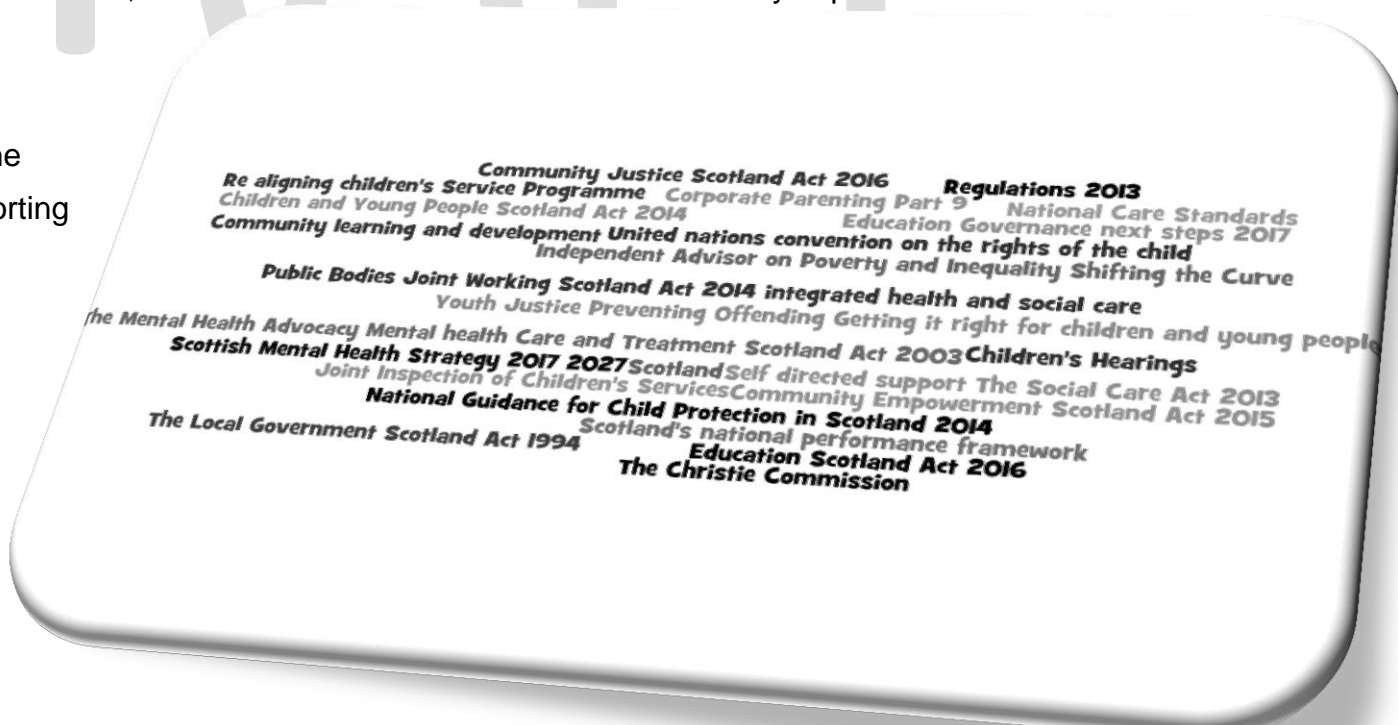 Community Justice Scotland Act 2016 Regulations 2013
Re aligning children's Service Programme Corporate Parenting Part 9 National Care Standards
Children and Young People Scotland Act 2014 Education Governance next steps 2017
Community learning and development United nations convention on the rights of the child
Independent Advisor on Poverty and Inequality Shifting the Curve
Public Bodies Joint Working Scotland Act 2014 integrated health and social care
Youth Justice Preventing Offending Getting it right for children and young people
he Mental Health Advocacy Mental health Care and Treatment Scotland Act 2003 Children's Hearings
Scottish Mental Health Strategy 2017 2027 Scotland Self directed support The Social Care Act 2013
Joint Inspection of Children's Services Community Empowerment Scotland Act 2015
National Guidance for Child Protection in Scotland 2014
The Local Government Scotland Act 1994 Scotland's national performance framework
Education Scotland Act 2016
The Christie Commission